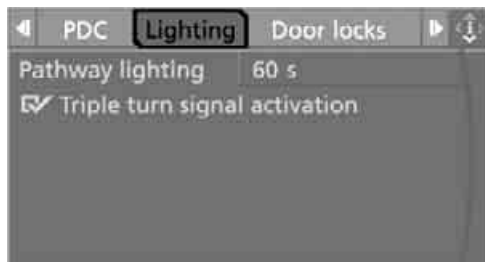 PDC Lighting Door locks
Pathway lighting 60 s
Triple turn signal activation